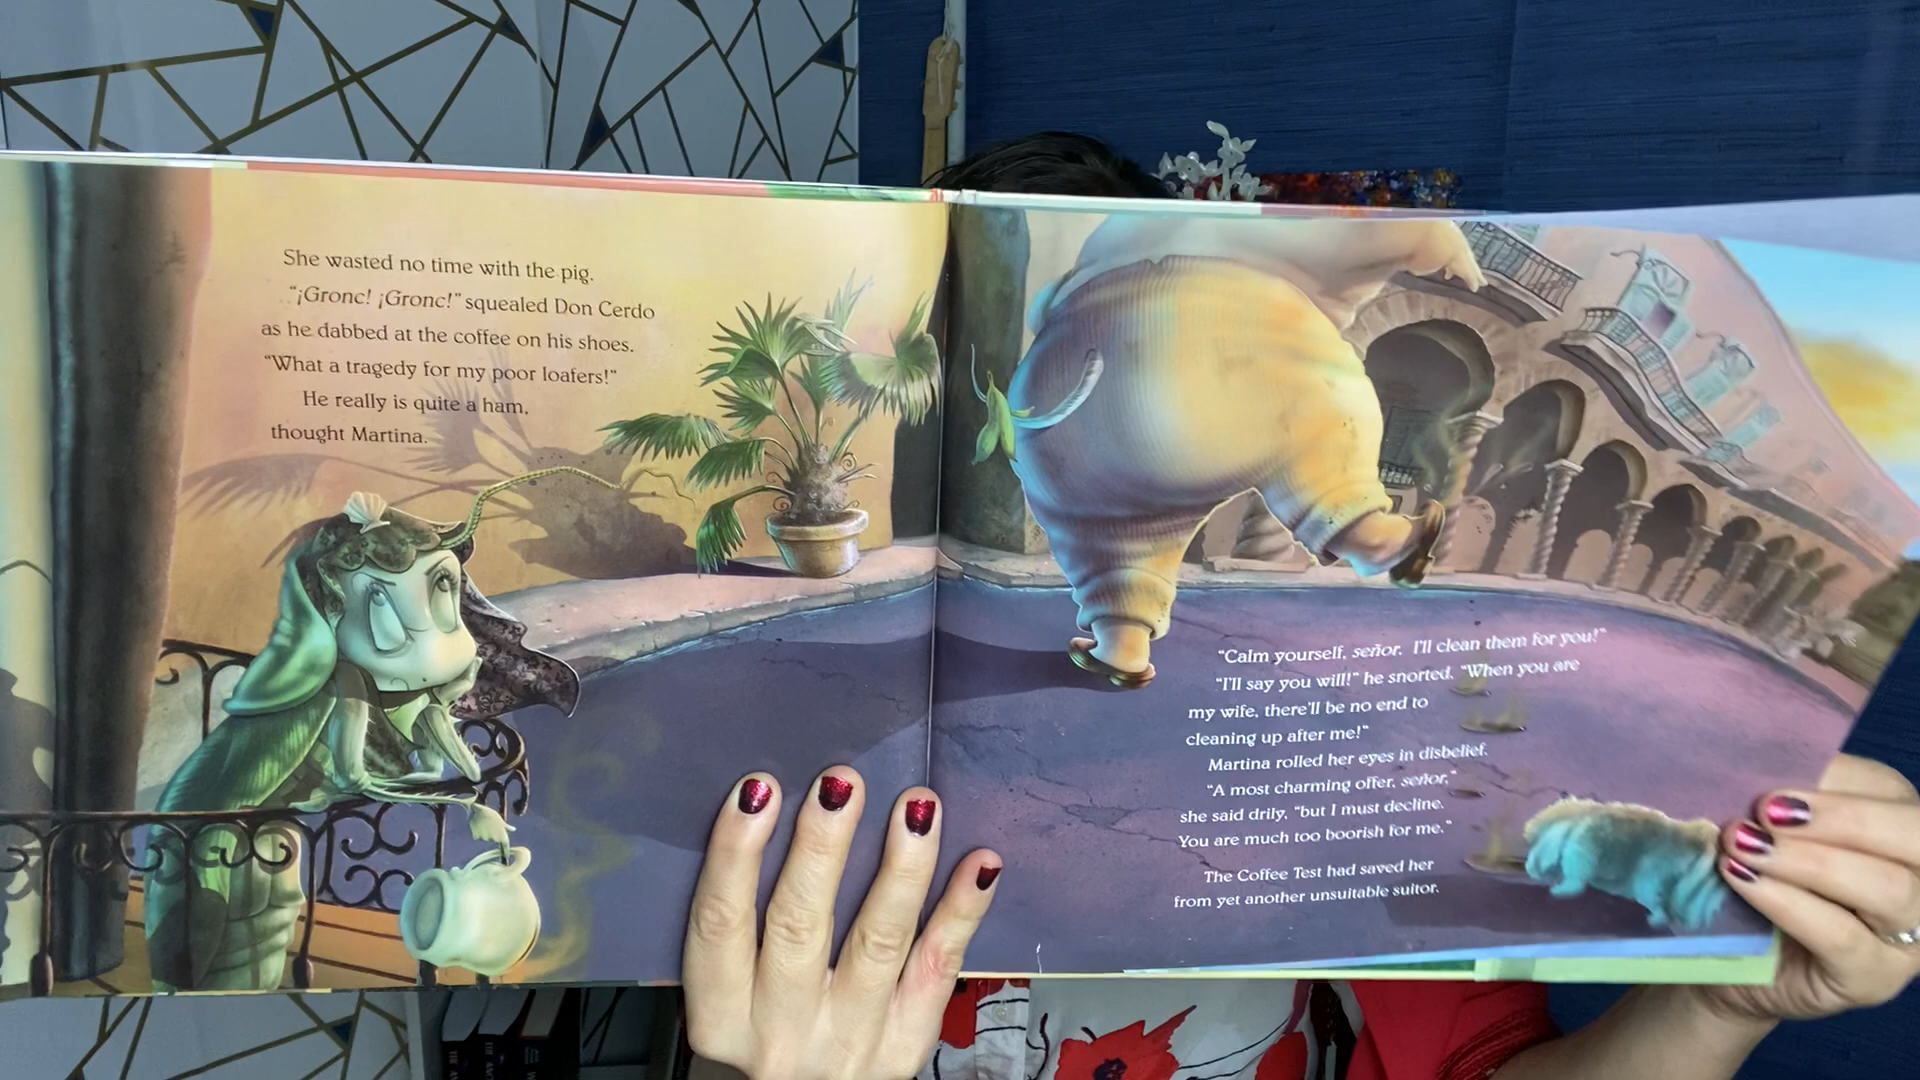 She wasted no time with the pig.
"¡Gronc! ¡Gronc!" squealed Don Cerdo
as he dabbed at the coffee on his shoes.
"What a tragedy for my poor loafers!"
He really is quite a ham,
thought Martina.
"Calm yourself, señor. I'll clean them for you!"
"I'll say you will!" he snorted. "When you are
my wife, there'll be no end to
cleaning up after me!"
Martina rolled her eyes in disbelief.
"A most charming offer, señor,"
she said drily, "but I must decline.
You are much too boorish for me."
The Coffee Test had saved her
from yet another unsuitable suitor.